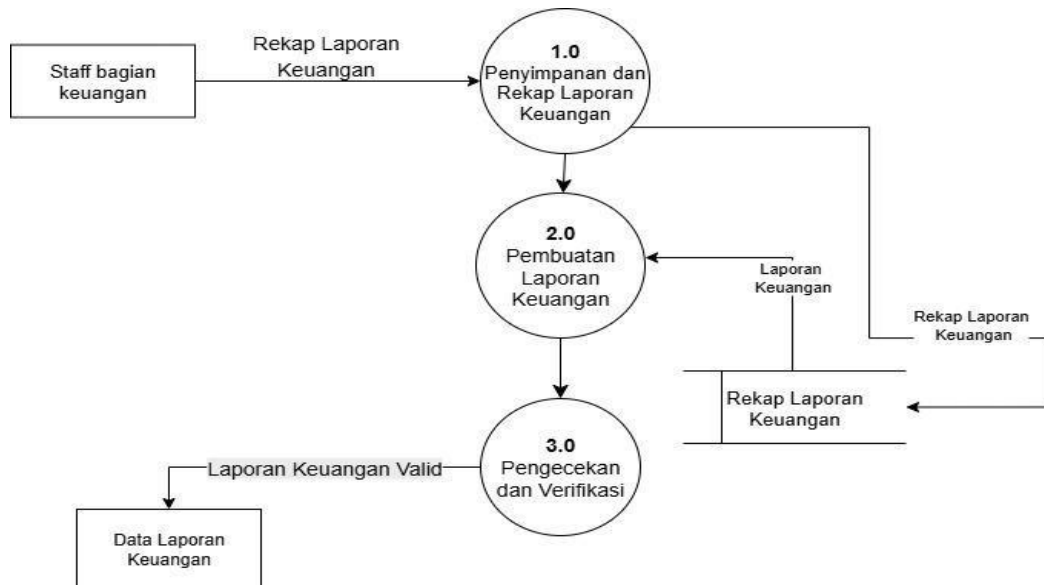 Staff bagian
keuangan
Rekap Laporan
Keuangan
1.0
Penyimpanan dan
Rekap Laporan
Keuangan
2.0
Pembuatan
Laporan
Keuangan
Laporan
Keuangan
Rekap Laporan
Keuangan
Rekap Laporan
Keuangan
3.0
Pengecekan
dan Verifikasi
Laporan Keuangan Valid
Data Laporan
Keuangan